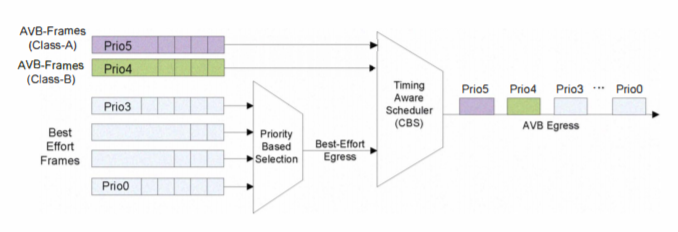 AVB-Frames
(Class-A)
Prio5
AVB-Frames
(Class-B)
Prio4
Prio3
Best
Effort
Frames
Prio0
Priority
Based
Selection
Best-Effort
Egress
Timing
Aware
Scheduler
(CBS)
Prio5 Prio4 Prio3 ··· Prio0
AVB Egress